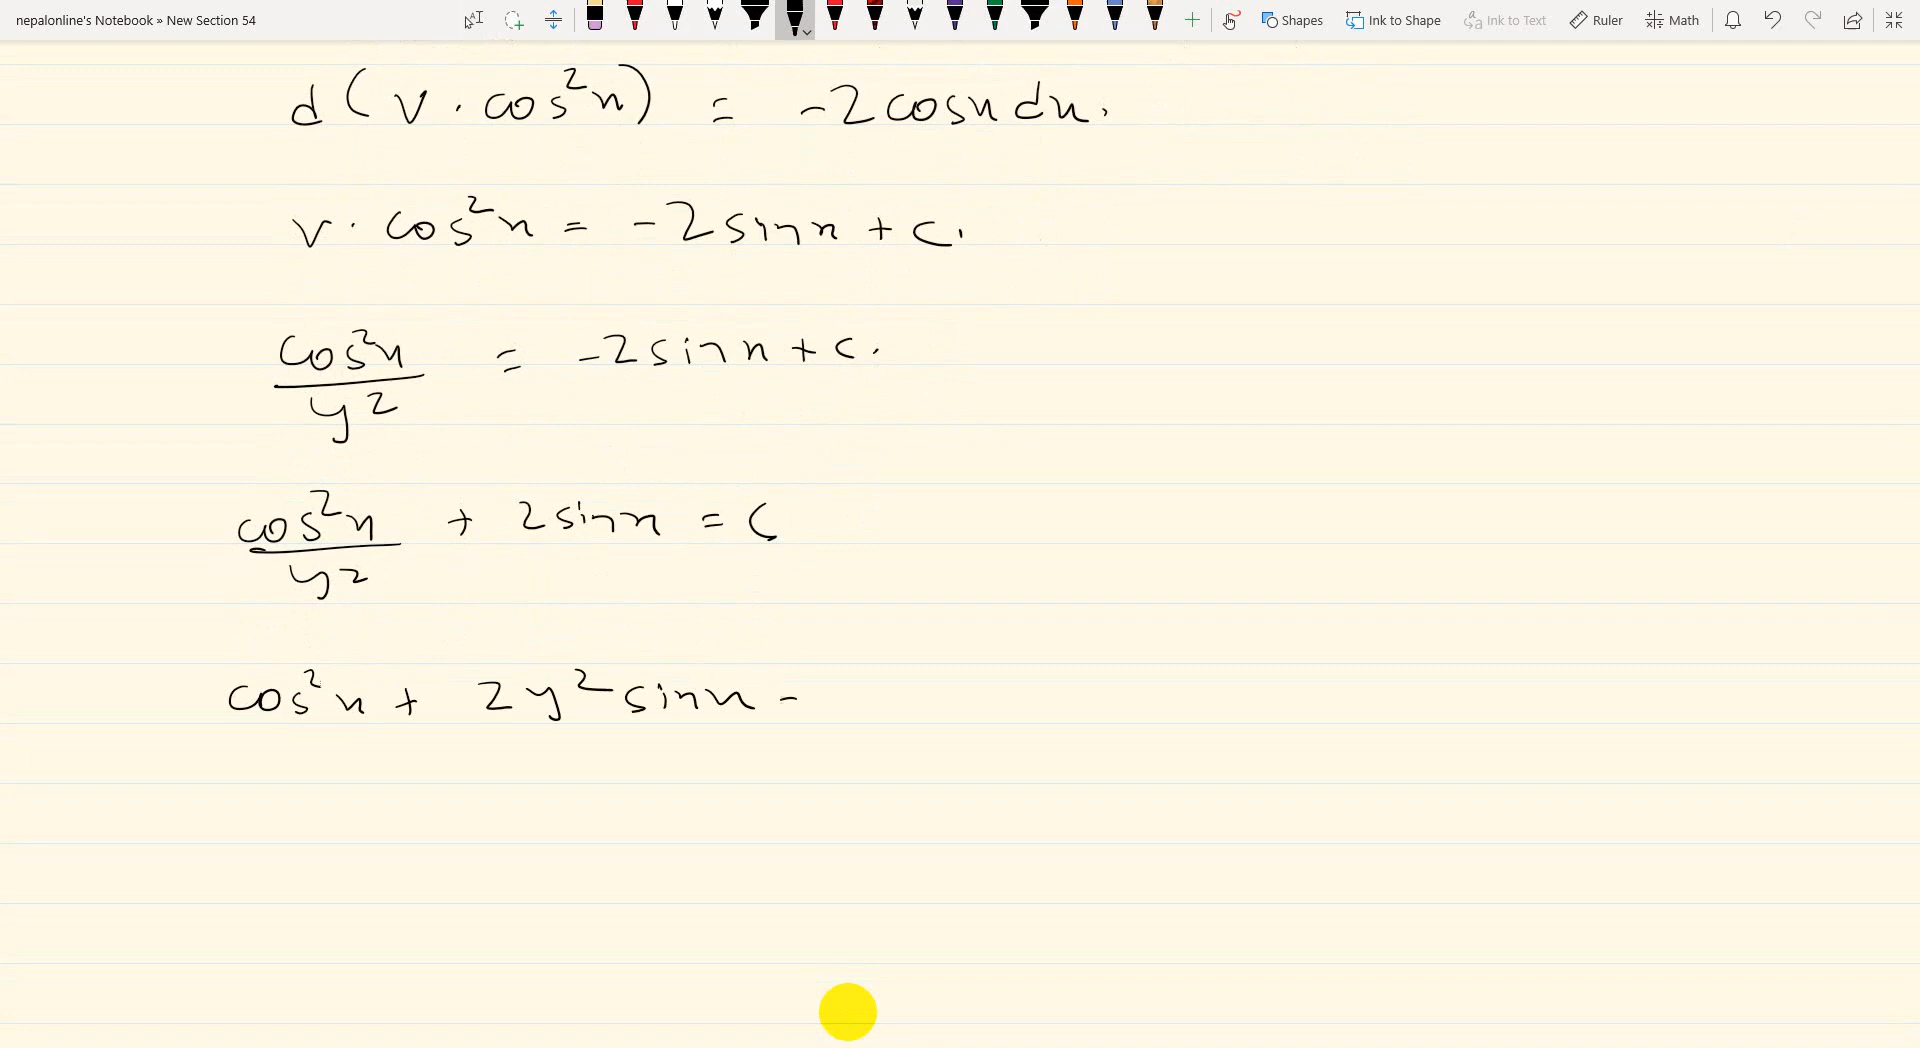 nepalonline's Notebook » New Section 54
Shapes Ink to Shape Ink to Text Ruler Math
d(v · cos²x) = -2cosx dx.
v · cos²x = -2sinx + c.
cos²x/y² = -2sinx + c.
cos²x/y² + 2sinx = c
cos²x + 2y²sinx -